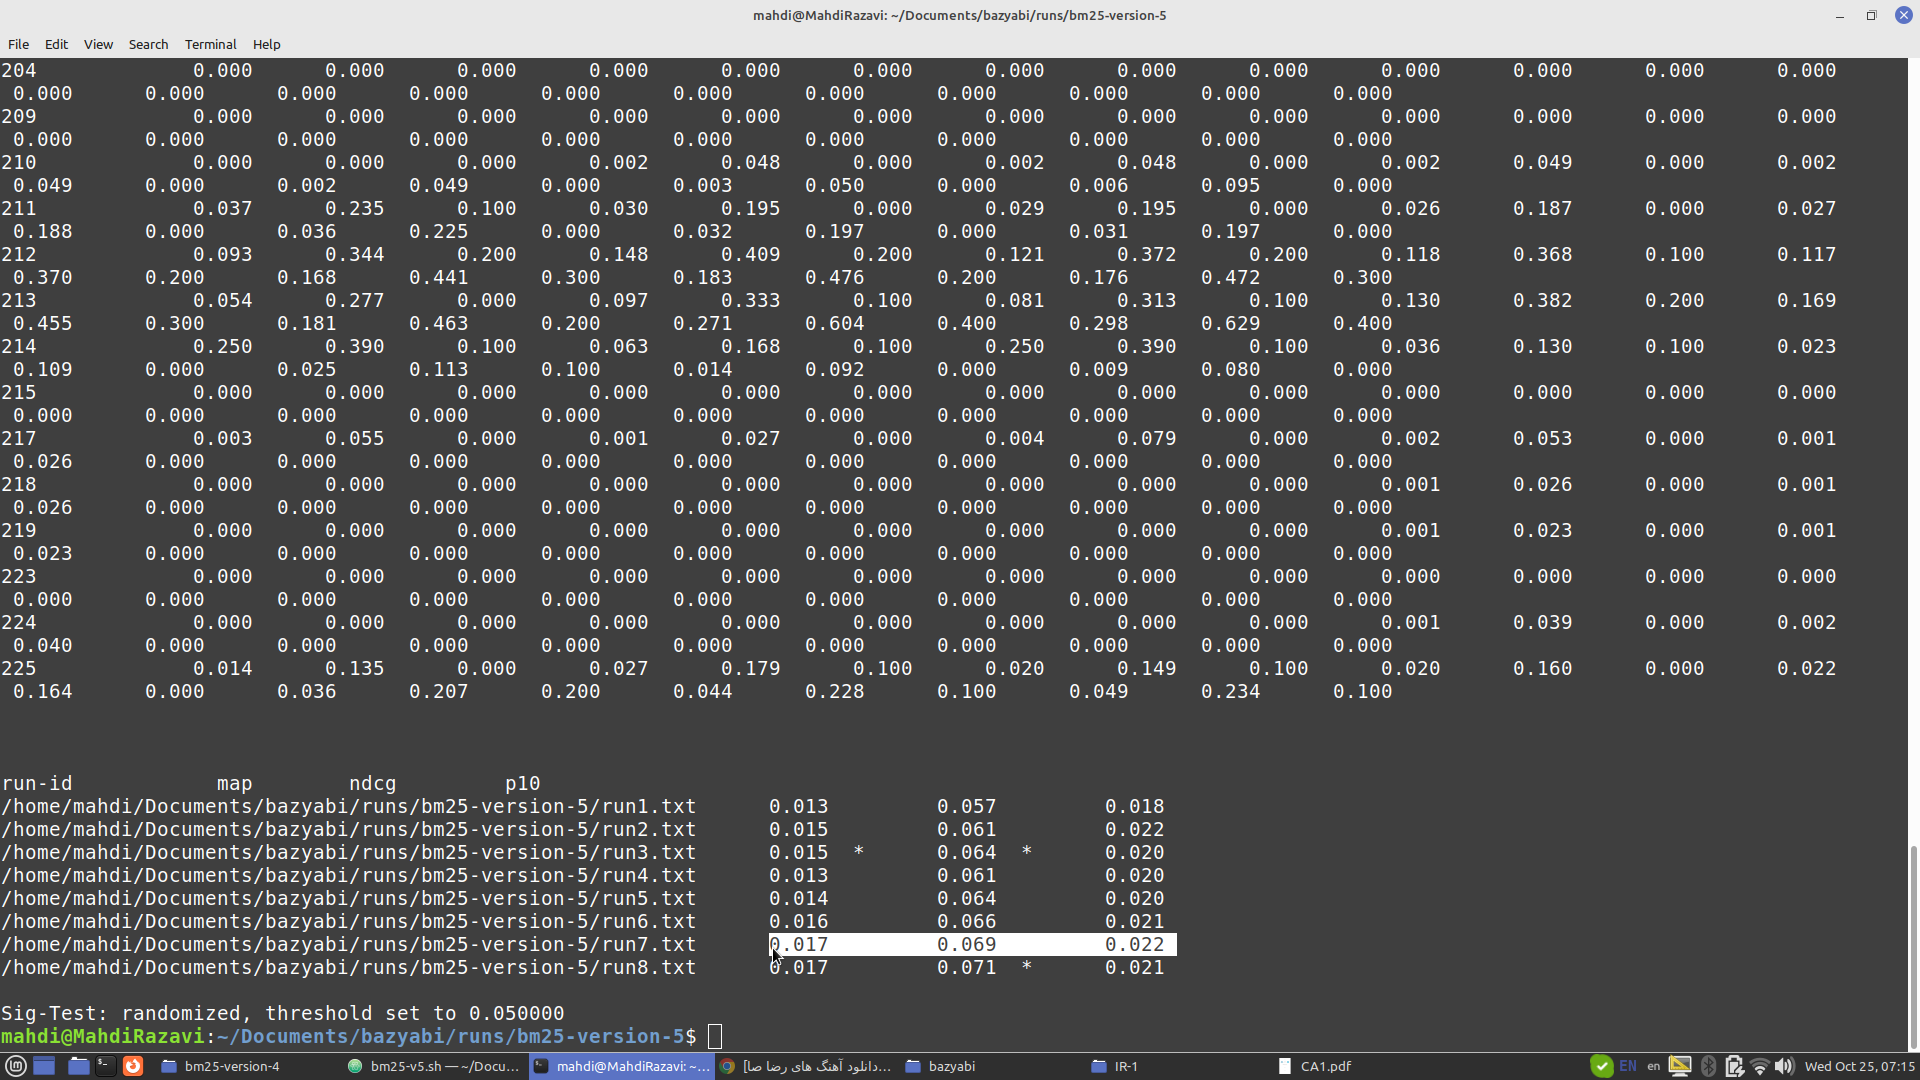 mahdi@MahdiRazavi: ~/Documents/bazyabi/runs/bm25-version-5
File Edit View Search Terminal Help
204 0.000 0.000 0.000 0.000 0.000 0.000 0.000 0.000 0.000 0.000 0.000 0.000 0.000
0.000 0.000 0.000 0.000 0.000 0.000 0.000 0.000 0.000 0.000 0.000
209 0.000 0.000 0.000 0.000 0.000 0.000 0.000 0.000 0.000 0.000 0.000 0.000 0.000
0.000 0.000 0.000 0.000 0.000 0.000 0.000 0.000 0.000 0.000 0.000
210 0.000 0.000 0.000 0.002 0.048 0.000 0.002 0.048 0.000 0.002 0.049 0.000 0.002
0.049 0.000 0.002 0.049 0.000 0.003 0.050 0.000 0.006 0.095 0.000
211 0.037 0.235 0.100 0.030 0.195 0.000 0.029 0.195 0.000 0.026 0.187 0.000 0.027
0.188 0.000 0.036 0.225 0.000 0.032 0.197 0.000 0.031 0.197 0.000
212 0.093 0.344 0.200 0.148 0.409 0.200 0.121 0.372 0.200 0.118 0.368 0.100 0.117
0.370 0.200 0.168 0.441 0.300 0.183 0.476 0.200 0.176 0.472 0.300
213 0.054 0.277 0.000 0.097 0.333 0.100 0.081 0.313 0.100 0.130 0.382 0.200 0.169
0.455 0.300 0.181 0.463 0.200 0.271 0.604 0.400 0.298 0.629 0.400
214 0.250 0.390 0.100 0.063 0.168 0.100 0.250 0.390 0.100 0.036 0.130 0.100 0.023
0.109 0.000 0.025 0.113 0.100 0.014 0.092 0.000 0.009 0.080 0.000
215 0.000 0.000 0.000 0.000 0.000 0.000 0.000 0.000 0.000 0.000 0.000 0.000 0.000
0.000 0.000 0.000 0.000 0.000 0.000 0.000 0.000 0.000 0.000 0.000
217 0.003 0.055 0.000 0.001 0.027 0.000 0.004 0.079 0.000 0.002 0.053 0.000 0.001
0.026 0.000 0.000 0.000 0.000 0.000 0.000 0.000 0.000 0.000 0.000
218 0.000 0.000 0.000 0.000 0.000 0.000 0.000 0.000 0.000 0.001 0.026 0.000 0.001
0.026 0.000 0.000 0.000 0.000 0.000 0.000 0.000 0.000 0.000 0.000
219 0.000 0.000 0.000 0.000 0.000 0.000 0.000 0.000 0.000 0.001 0.023 0.000 0.001
0.023 0.000 0.000 0.000 0.000 0.000 0.000 0.000 0.000 0.000 0.000
223 0.000 0.000 0.000 0.000 0.000 0.000 0.000 0.000 0.000 0.000 0.000 0.000 0.000
0.000 0.000 0.000 0.000 0.000 0.000 0.000 0.000 0.000 0.000 0.000
224 0.000 0.000 0.000 0.000 0.000 0.000 0.000 0.000 0.000 0.001 0.039 0.000 0.002
0.040 0.000 0.000 0.000 0.000 0.000 0.000 0.000 0.000 0.000 0.000
225 0.014 0.135 0.000 0.027 0.179 0.100 0.020 0.149 0.100 0.020 0.160 0.000 0.022
0.164 0.000 0.036 0.207 0.200 0.044 0.228 0.100 0.049 0.234 0.100
run-id map ndcg p10
/home/mahdi/Documents/bazyabi/runs/bm25-version-5/run1.txt 0.013 0.057 0.018
/home/mahdi/Documents/bazyabi/runs/bm25-version-5/run2.txt 0.015 0.061 0.022
/home/mahdi/Documents/bazyabi/runs/bm25-version-5/run3.txt 0.015 * 0.064 * 0.020
/home/mahdi/Documents/bazyabi/runs/bm25-version-5/run4.txt 0.013 0.061 0.020
/home/mahdi/Documents/bazyabi/runs/bm25-version-5/run5.txt 0.014 0.064 0.020
/home/mahdi/Documents/bazyabi/runs/bm25-version-5/run6.txt 0.016 0.066 0.021
/home/mahdi/Documents/bazyabi/runs/bm25-version-5/run7.txt 0.017 0.069 0.022
/home/mahdi/Documents/bazyabi/runs/bm25-version-5/run8.txt 0.017 0.071 * 0.021
Sig-Test: randomized, threshold set to 0.050000
mahdi@MahdiRazavi:~/Documents/bazyabi/runs/bm25-version-5$
bm25-version-4 bm25-v5.sh — ~/Docu... mahdi@MahdiRazavi: ~... [دانلود آهنگ های رضا صا... bazyabi IR-1 CA1.pdf EN en Wed Oct 25, 07:15